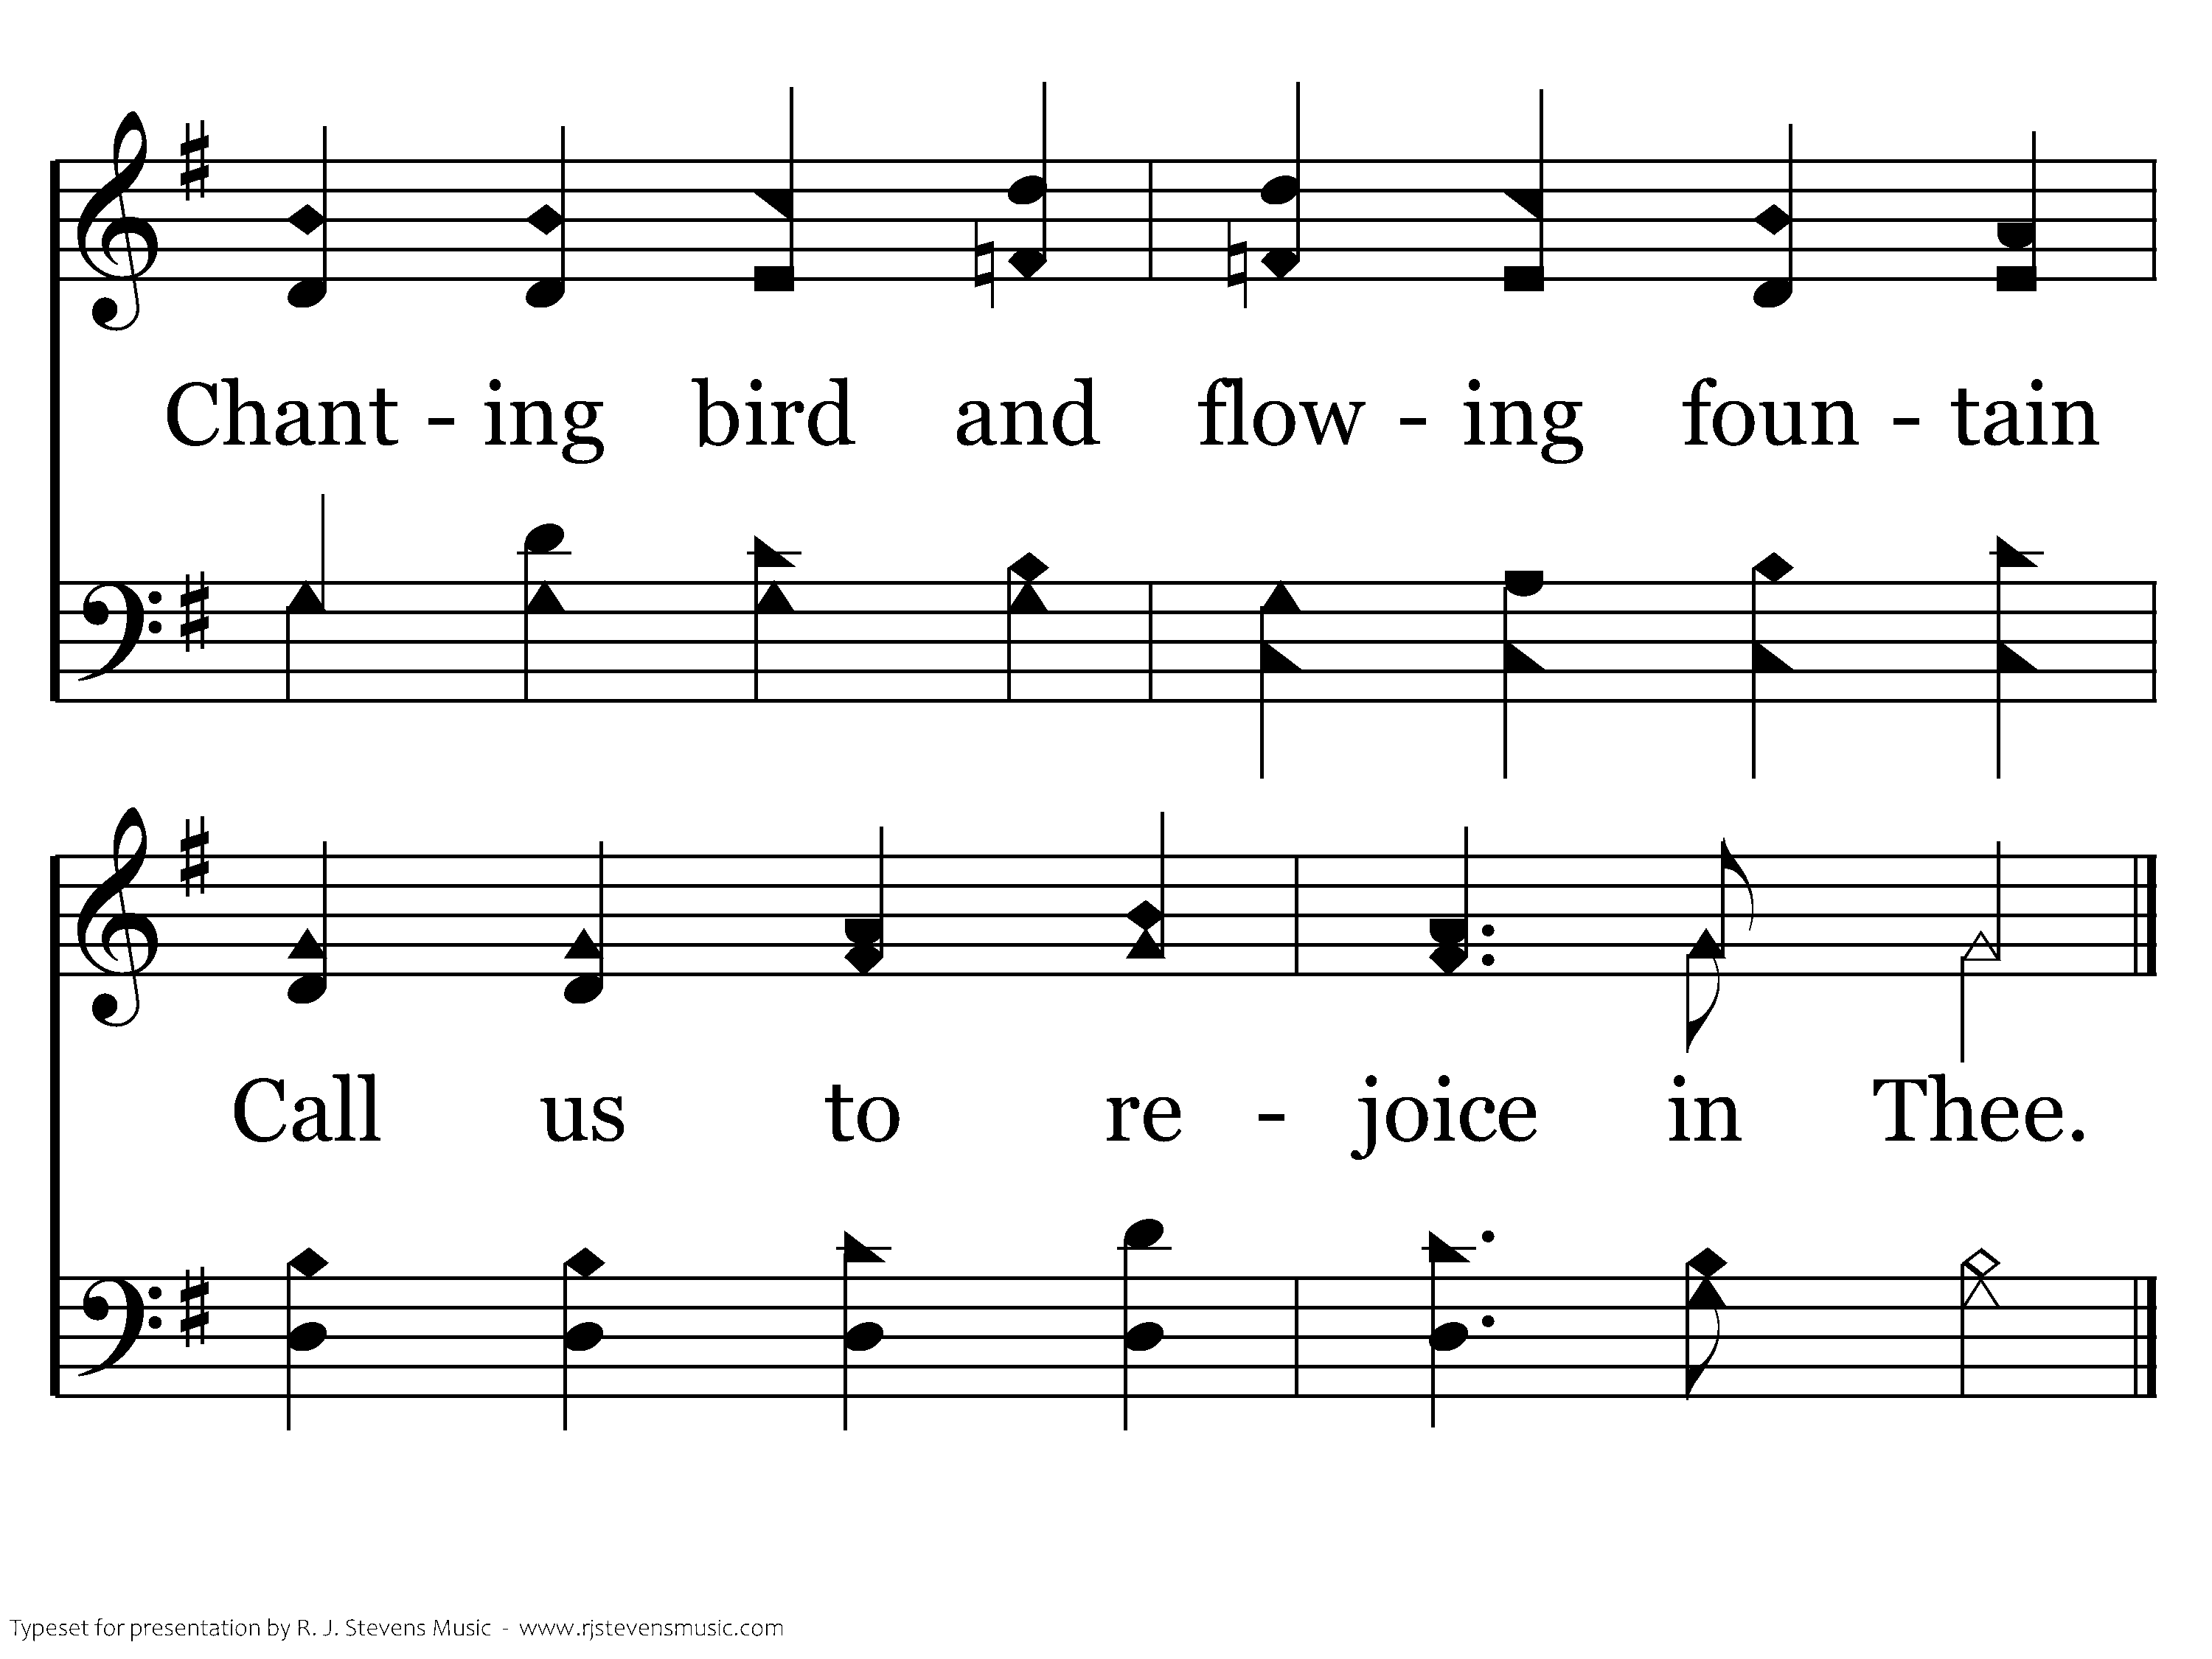 Chant - ing bird and flow - ing foun - tain
Call us to re - joice in Thee.
Typeset for presentation by R. J. Stevens Music - www.rjstevensmusic.com